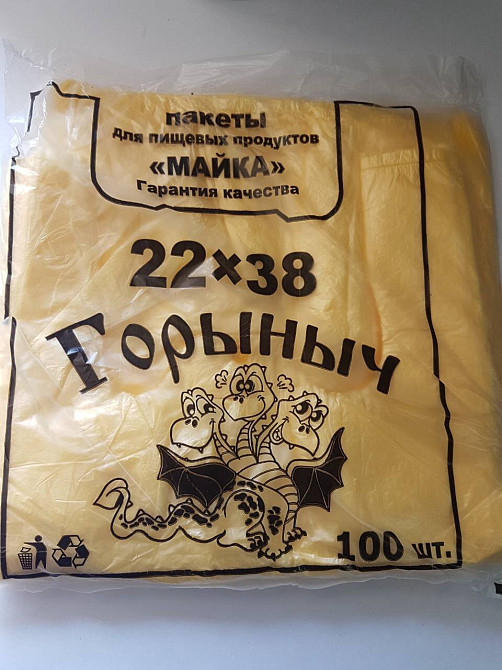 пакеты
для пищевых продуктов
«МАЙКА»
Гарантия качества
22×38
Горыныч
100 шт.